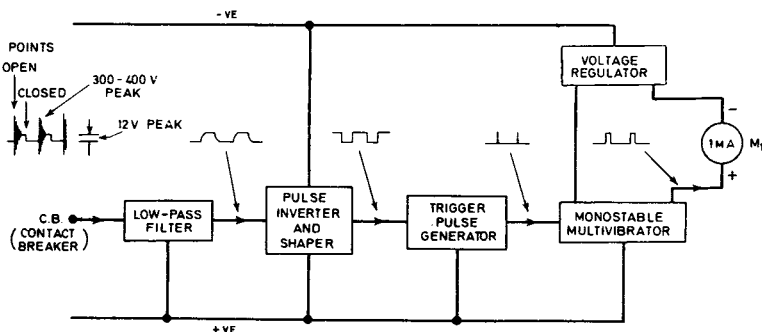 -VE
POINTS
OPEN
CLOSED
300-400 V
PEAK
12V PEAK
VOLTAGE
REGULATOR
-
1MA
M1
+
C.B.
(CONTACT
BREAKER)
LOW-PASS
FILTER
PULSE
INVERTER
AND
SHAPER
TRIGGER
PULSE
GENERATOR
MONOSTABLE
MULTIVIBRATOR
+VE